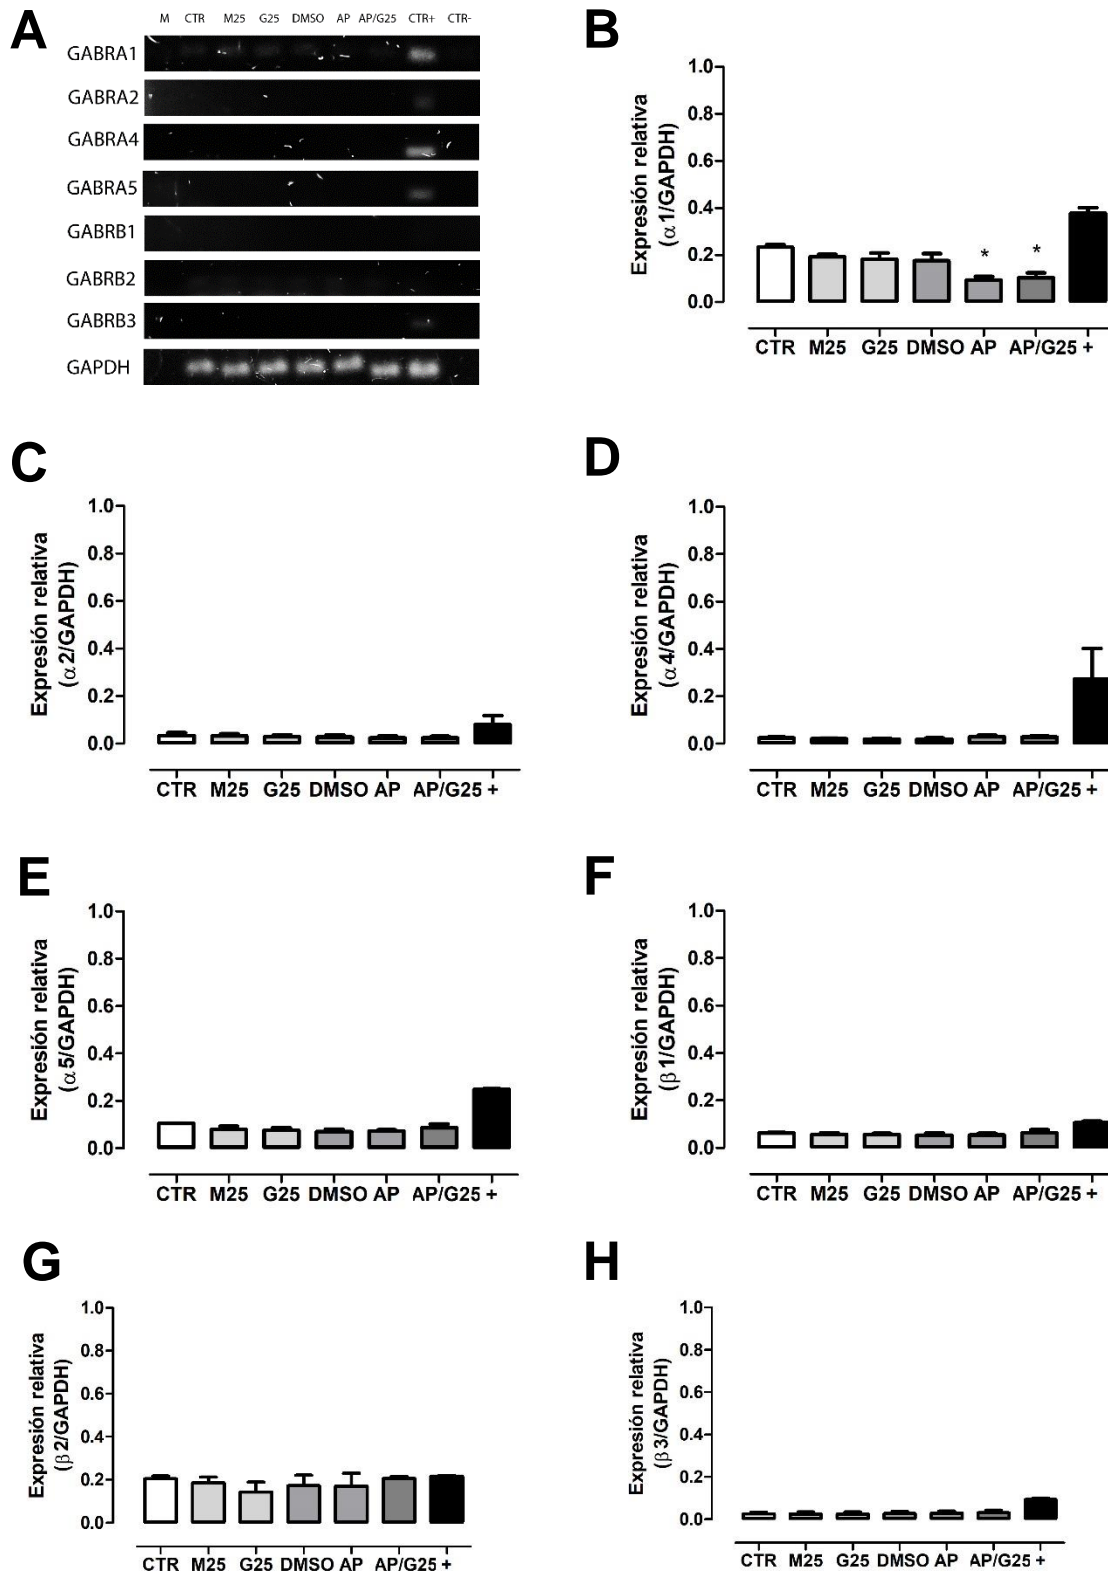 A
M CTR M25 G25 DMSO AP AP/G25 CTR+ CTR-
GABRA1
GABRA2
GABRA4
GABRA5
GABRB1
GABRB2
GABRB3
GAPDH
B
Expresión relativa
(α1/GAPDH)
1.0
0.8
0.6
0.4
0.2
0.0
* *
CTR M25 G25 DMSO AP AP/G25 +
C
Expresión relativa
(α2/GAPDH)
1.0
0.8
0.6
0.4
0.2
0.0
CTR M25 G25 DMSO AP AP/G25 +
D
Expresión relativa
(α4/GAPDH)
1.0
0.8
0.6
0.4
0.2
0.0
CTR M25 G25 DMSO AP AP/G25 +
E
Expresión relativa
(α5/GAPDH)
1.0
0.8
0.6
0.4
0.2
0.0
CTR M25 G25 DMSO AP AP/G25 +
F
Expresión relativa
(β1/GAPDH)
1.0
0.8
0.6
0.4
0.2
0.0
CTR M25 G25 DMSO AP AP/G25 +
G
Expresión relativa
(β2/GAPDH)
1.0
0.8
0.6
0.4
0.2
0.0
CTR M25 G25 DMSO AP AP/G25 +
H
Expresión relativa
(β3/GAPDH)
1.0
0.8
0.6
0.4
0.2
0.0
CTR M25 G25 DMSO AP AP/G25 +